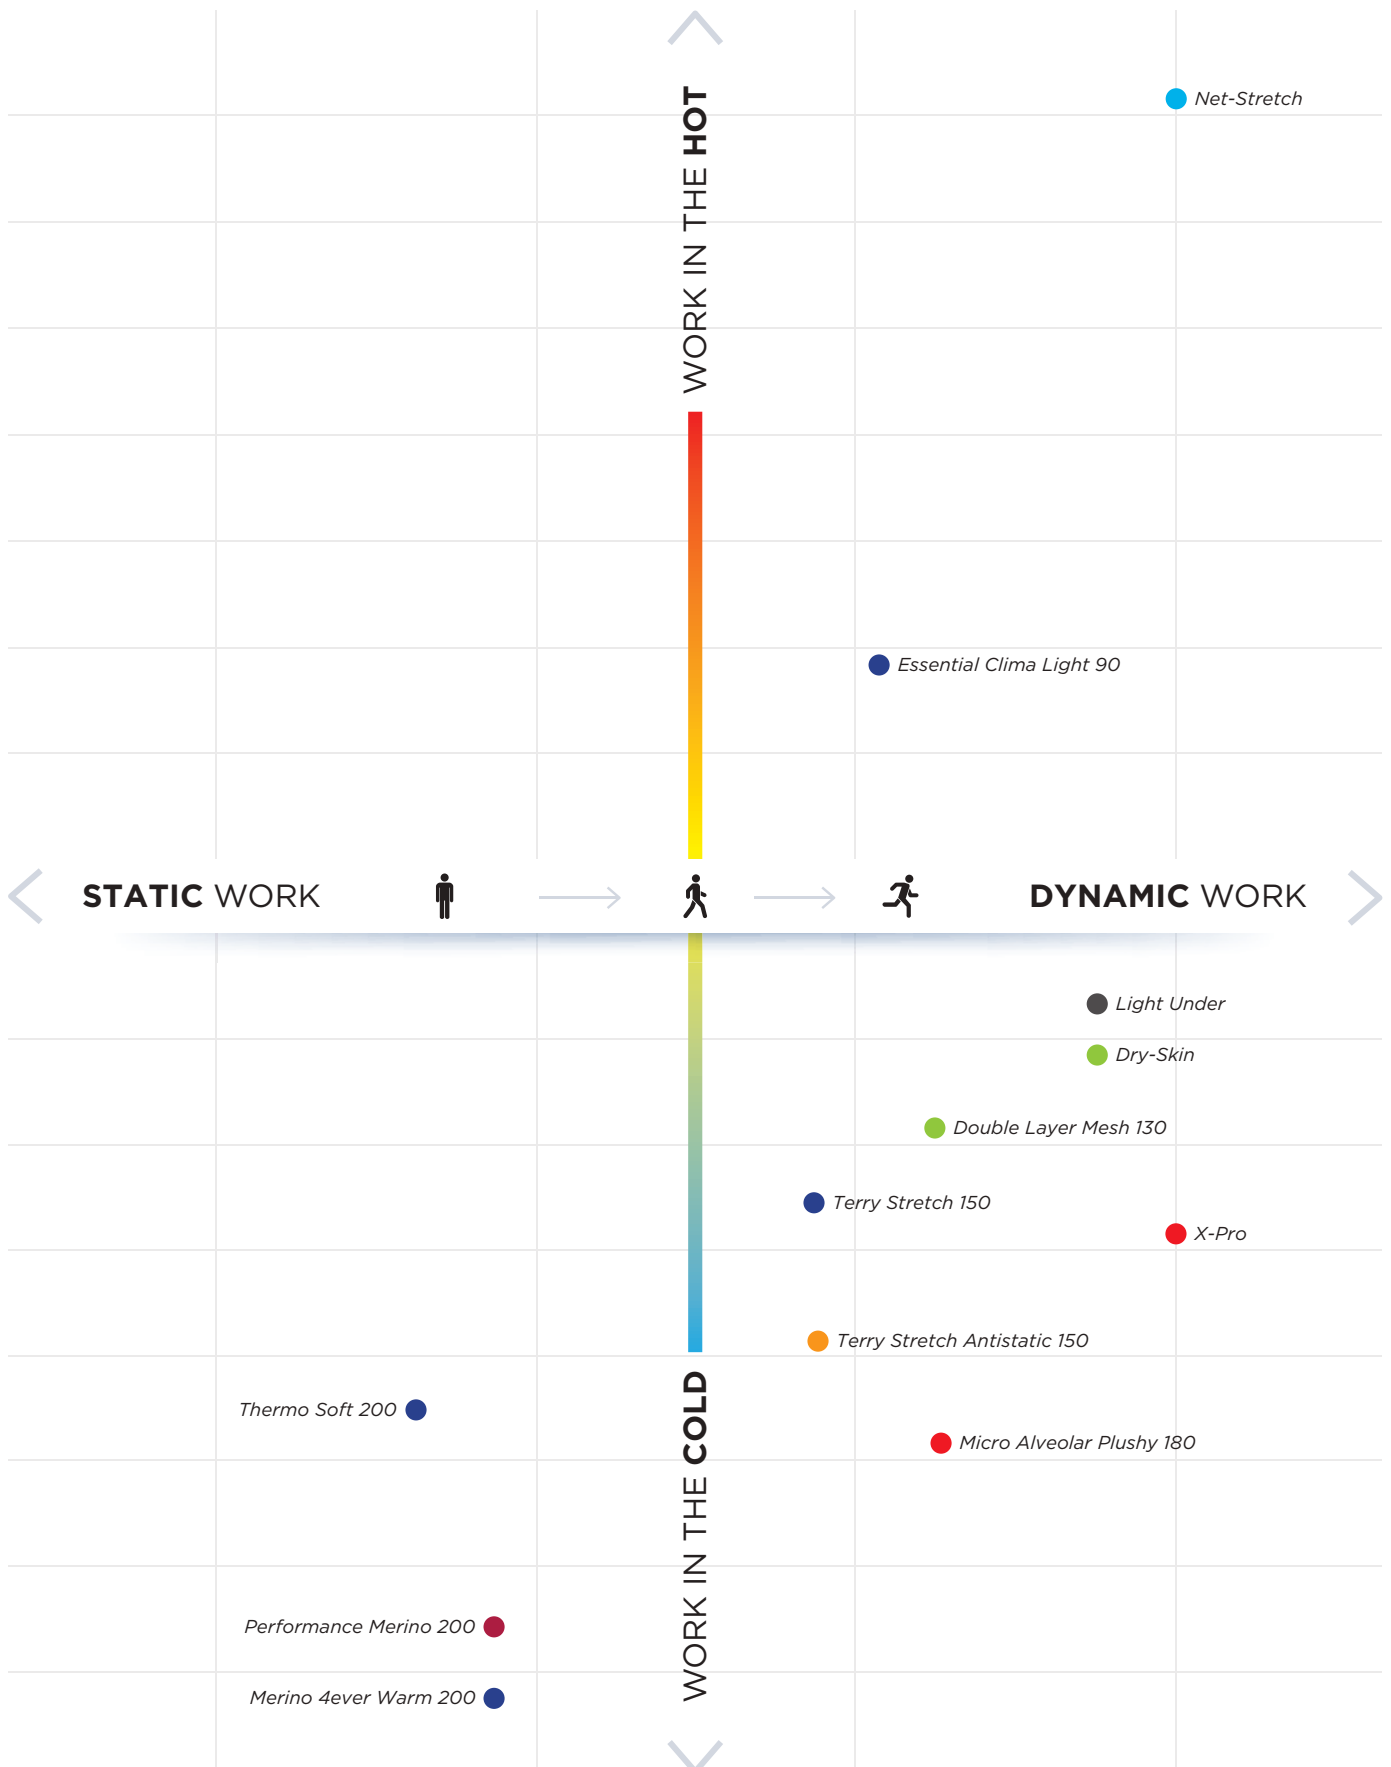 Net-Stretch
WORK IN THE HOT
Essential Clima Light 90
STATIC WORK
DYNAMIC WORK
Light Under
Dry-Skin
Double Layer Mesh 130
Terry Stretch 150
X-Pro
Terry Stretch Antistatic 150
Thermo Soft 200
Micro Alveolar Plushy 180
WORK IN THE COLD
Performance Merino 200
Merino 4ever Warm 200